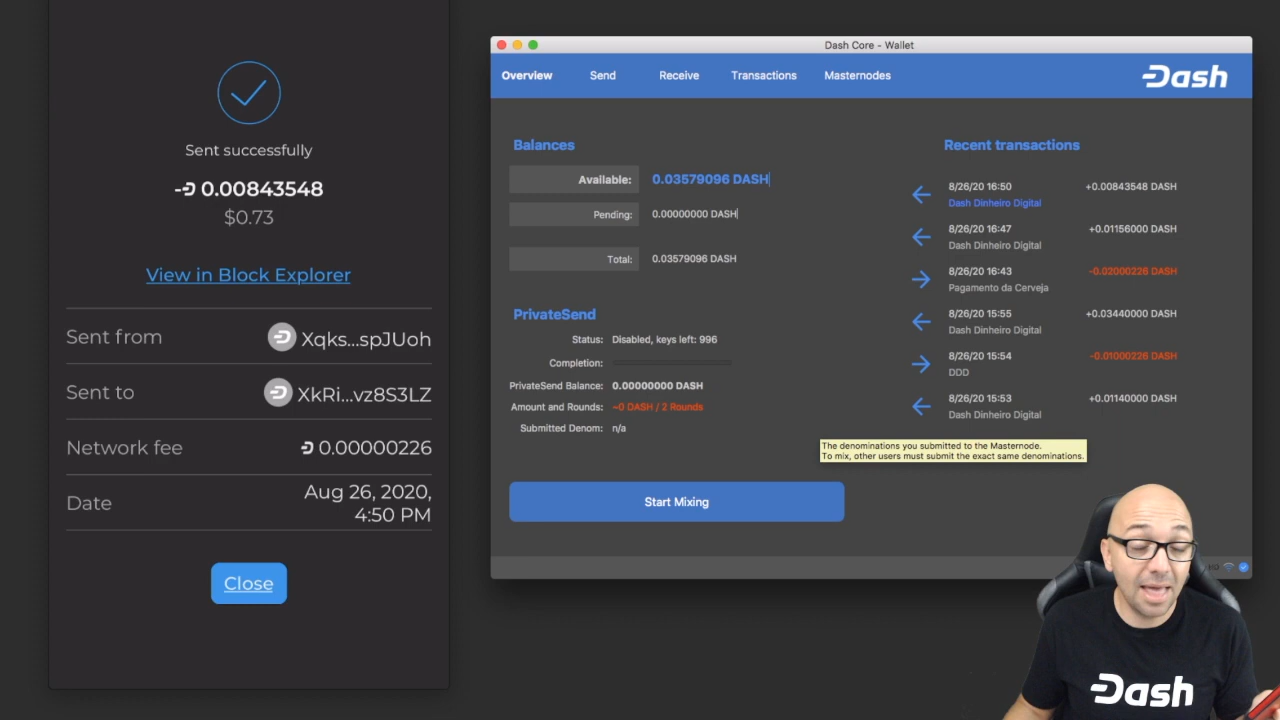 Sent successfully
- 0.00843548
$0.73
View in Block Explorer
Sent from Xqks...spJUoh
Sent to XkRi...vz8S3LZ
Network fee 0.00000226
Date Aug 26, 2020,
4:50 PM
Close
Dash Core - Wallet
Overview Send Receive Transactions Masternodes
Dash
Balances
Available: 0.03579096 DASH
Pending: 0.00000000 DASH
Total: 0.03579096 DASH
PrivateSend
Status: Disabled, keys left: 996
Completion:
PrivateSend Balance: 0.00000000 DASH
Amount and Rounds: ~0 DASH / 2 Rounds
Submitted Denom: n/a
Start Mixing
Recent transactions
8/26/20 16:50 +0.00843548 DASH
Dash Dinheiro Digital
8/26/20 16:47 +0.01156000 DASH
Dash Dinheiro Digital
8/26/20 16:43 -0.02000226 DASH
Pagamento da Cerveja
8/26/20 15:55 +0.03440000 DASH
Dash Dinheiro Digital
8/26/20 15:54 -0.01000226 DASH
DDD
8/26/20 15:53 +0.01140000 DASH
Dash Dinheiro Digital
The denominations you submitted to the Masternode.
To mix, other users must submit the exact same denominations.
HD
Dash